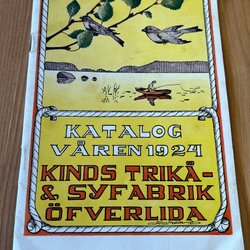 KATALOG
VÅREN 1924
KINDS TRIKÅ-
& SYFABRIK
ÖFVERLIDA